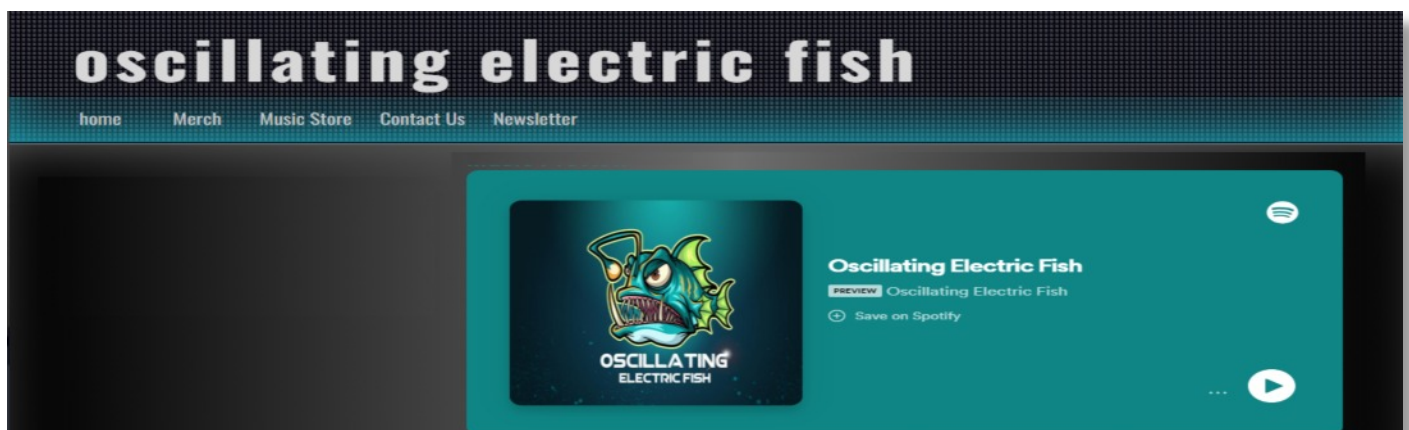 oscillating electric fish
home Merch Music Store Contact Us Newsletter
OSCILLATING
ELECTRIC FISH
Oscillating Electric Fish
PREVIEW Oscillating Electric Fish
Save on Spotify
...